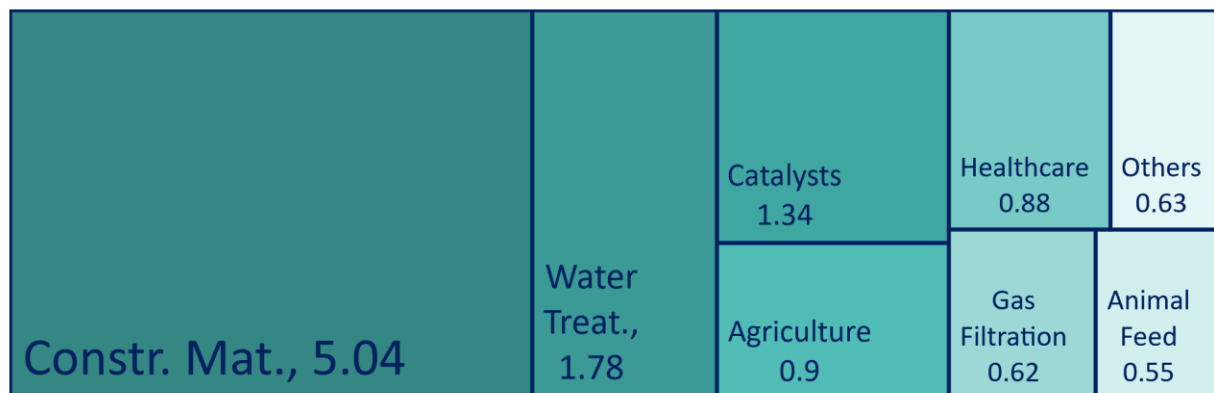 Constr. Mat., 5.04
Water
Treat.,
1.78
Catalysts
1.34
Agriculture
0.9
Healthcare
0.88
Others
0.63
Gas
Filtration
0.62
Animal
Feed
0.55